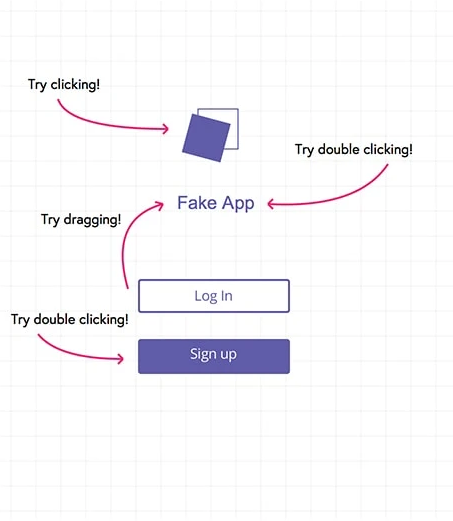 Try clicking!
Try double clicking!
Fake App
Try dragging!
Log In
Try double clicking!
Sign up